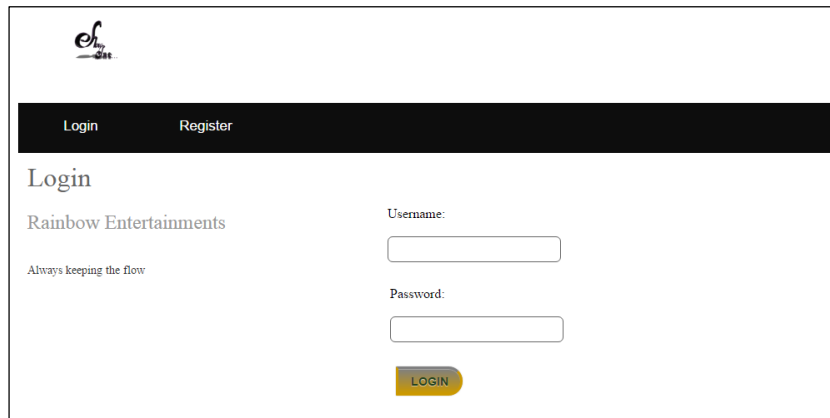 Login Register
Login
Rainbow Entertainments
Always keeping the flow
Username:
Password:
LOGIN